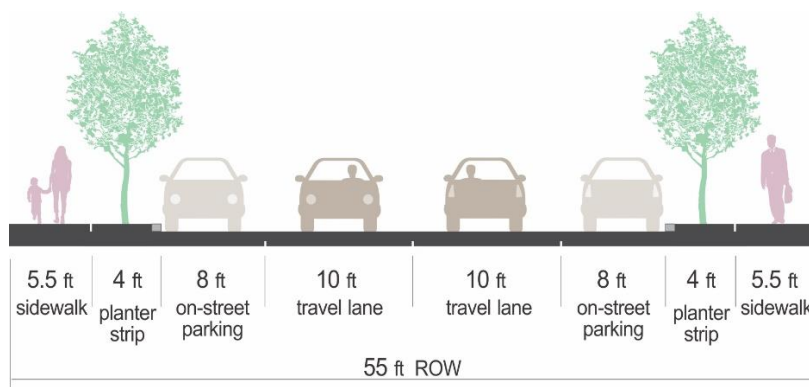 5.5 ft 4 ft 8 ft 10 ft 10 ft 8 ft 4 ft 5.5 ft
sidewalk planter on-street travel lane travel lane on-street planter sidewalk
strip parking parking strip
55 ft ROW